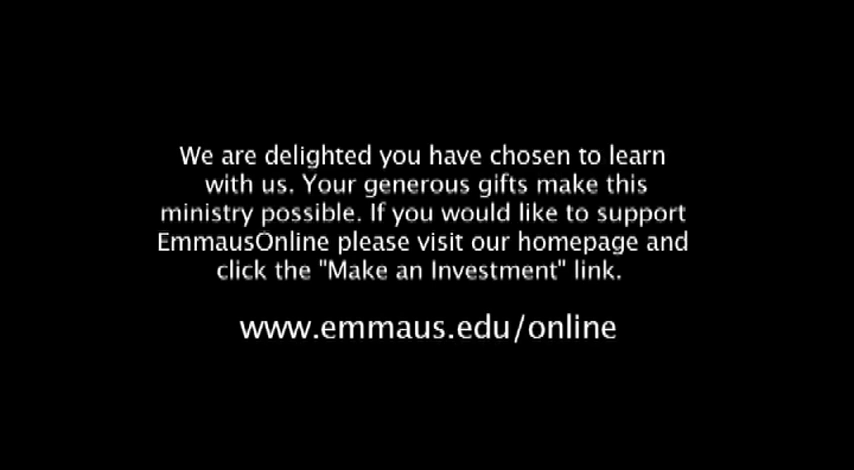 We are delighted you have chosen to learn
with us. Your generous gifts make this
ministry possible. If you would like to support
EmmausOnline please visit our homepage and
click the "Make an Investment" link.
www.emmaus.edu/online